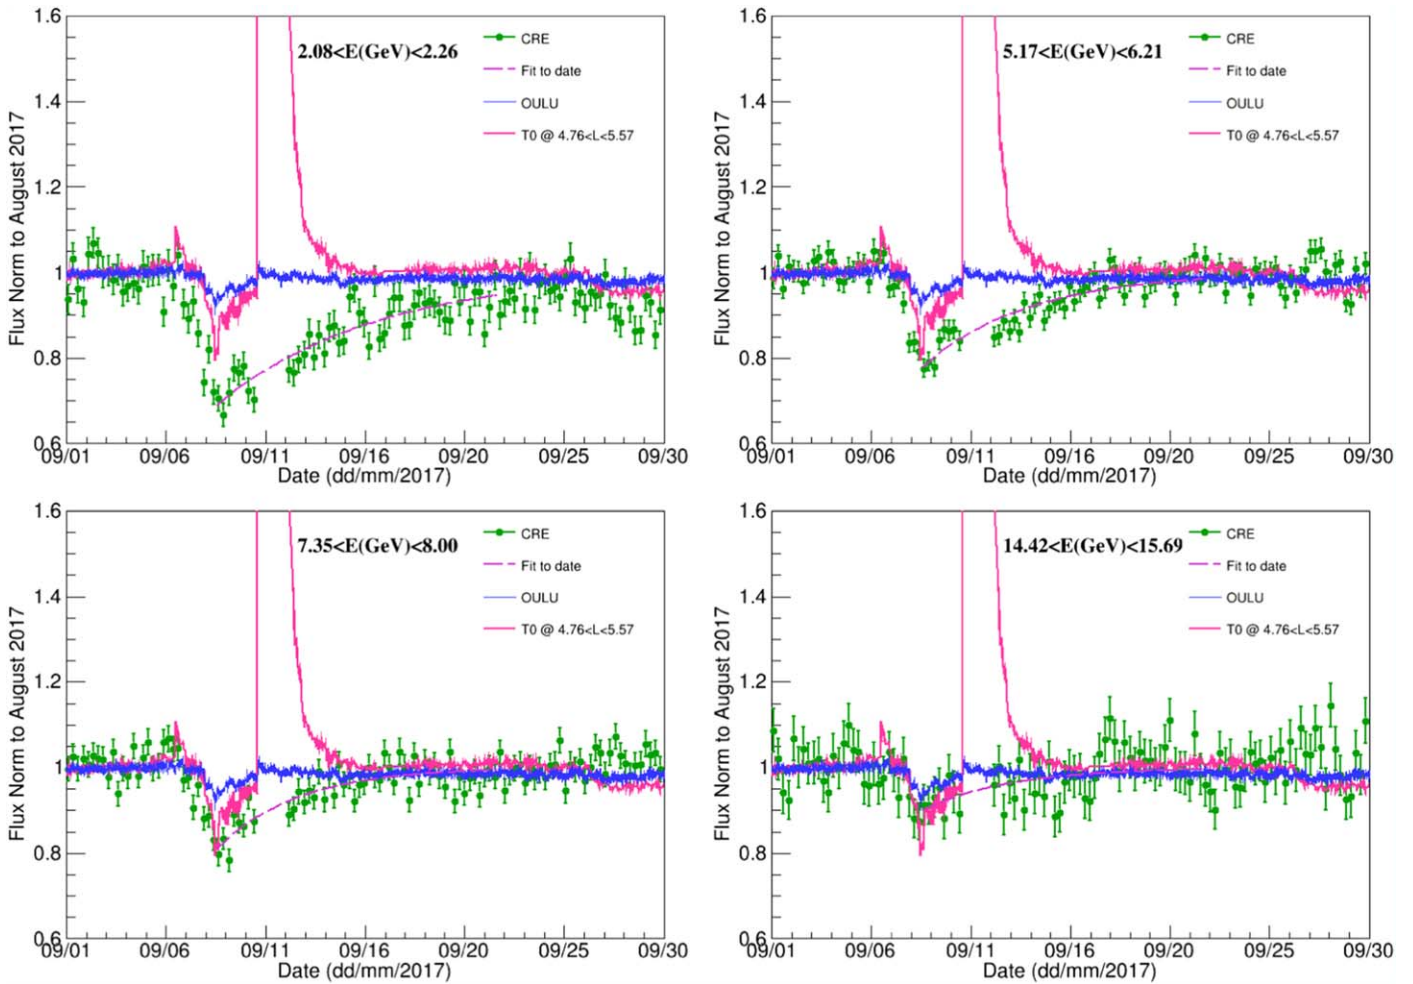 1.6
2.08<E(GeV)<2.26
CRE
Fit to date
OULU
T0 @ 4.76<L<5.57
1.4
1.2
1
0.8
0.6
Flux Norm to August 2017
09/01 09/06 09/11 09/16 09/20 09/25 09/30
Date (dd/mm/2017)
1.6
5.17<E(GeV)<6.21
CRE
Fit to date
OULU
T0 @ 4.76<L<5.57
1.4
1.2
1
0.8
0.6
Flux Norm to August 2017
09/01 09/06 09/11 09/16 09/20 09/25 09/30
Date (dd/mm/2017)
1.6
7.35<E(GeV)<8.00
CRE
Fit to date
OULU
T0 @ 4.76<L<5.57
1.4
1.2
1
0.8
0.6
Flux Norm to August 2017
09/01 09/06 09/11 09/16 09/20 09/25 09/30
Date (dd/mm/2017)
1.6
14.42<E(GeV)<15.69
CRE
Fit to date
OULU
T0 @ 4.76<L<5.57
1.4
1.2
1
0.8
0.6
Flux Norm to August 2017
09/01 09/06 09/11 09/16 09/20 09/25 09/30
Date (dd/mm/2017)